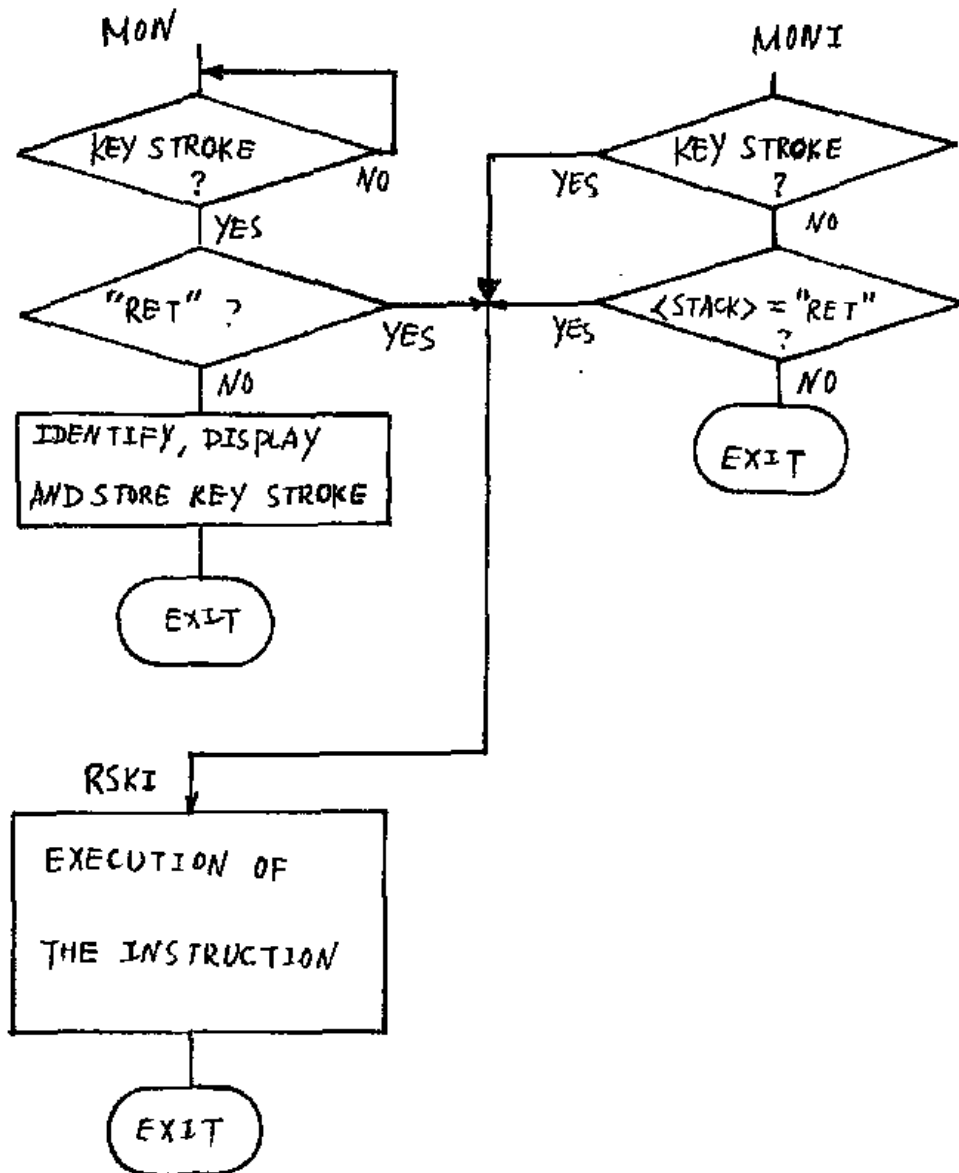 MON
KEY STROKE
?
NO
YES
"RET" ?
YES
NO
IDENTIFY, DISPLAY
AND STORE KEY STROKE
EXIT
MONI
KEY STROKE
?
YES
NO
<STACK> = "RET"
?
YES
NO
EXIT
RSKI
EXECUTION OF
THE INSTRUCTION
EXIT